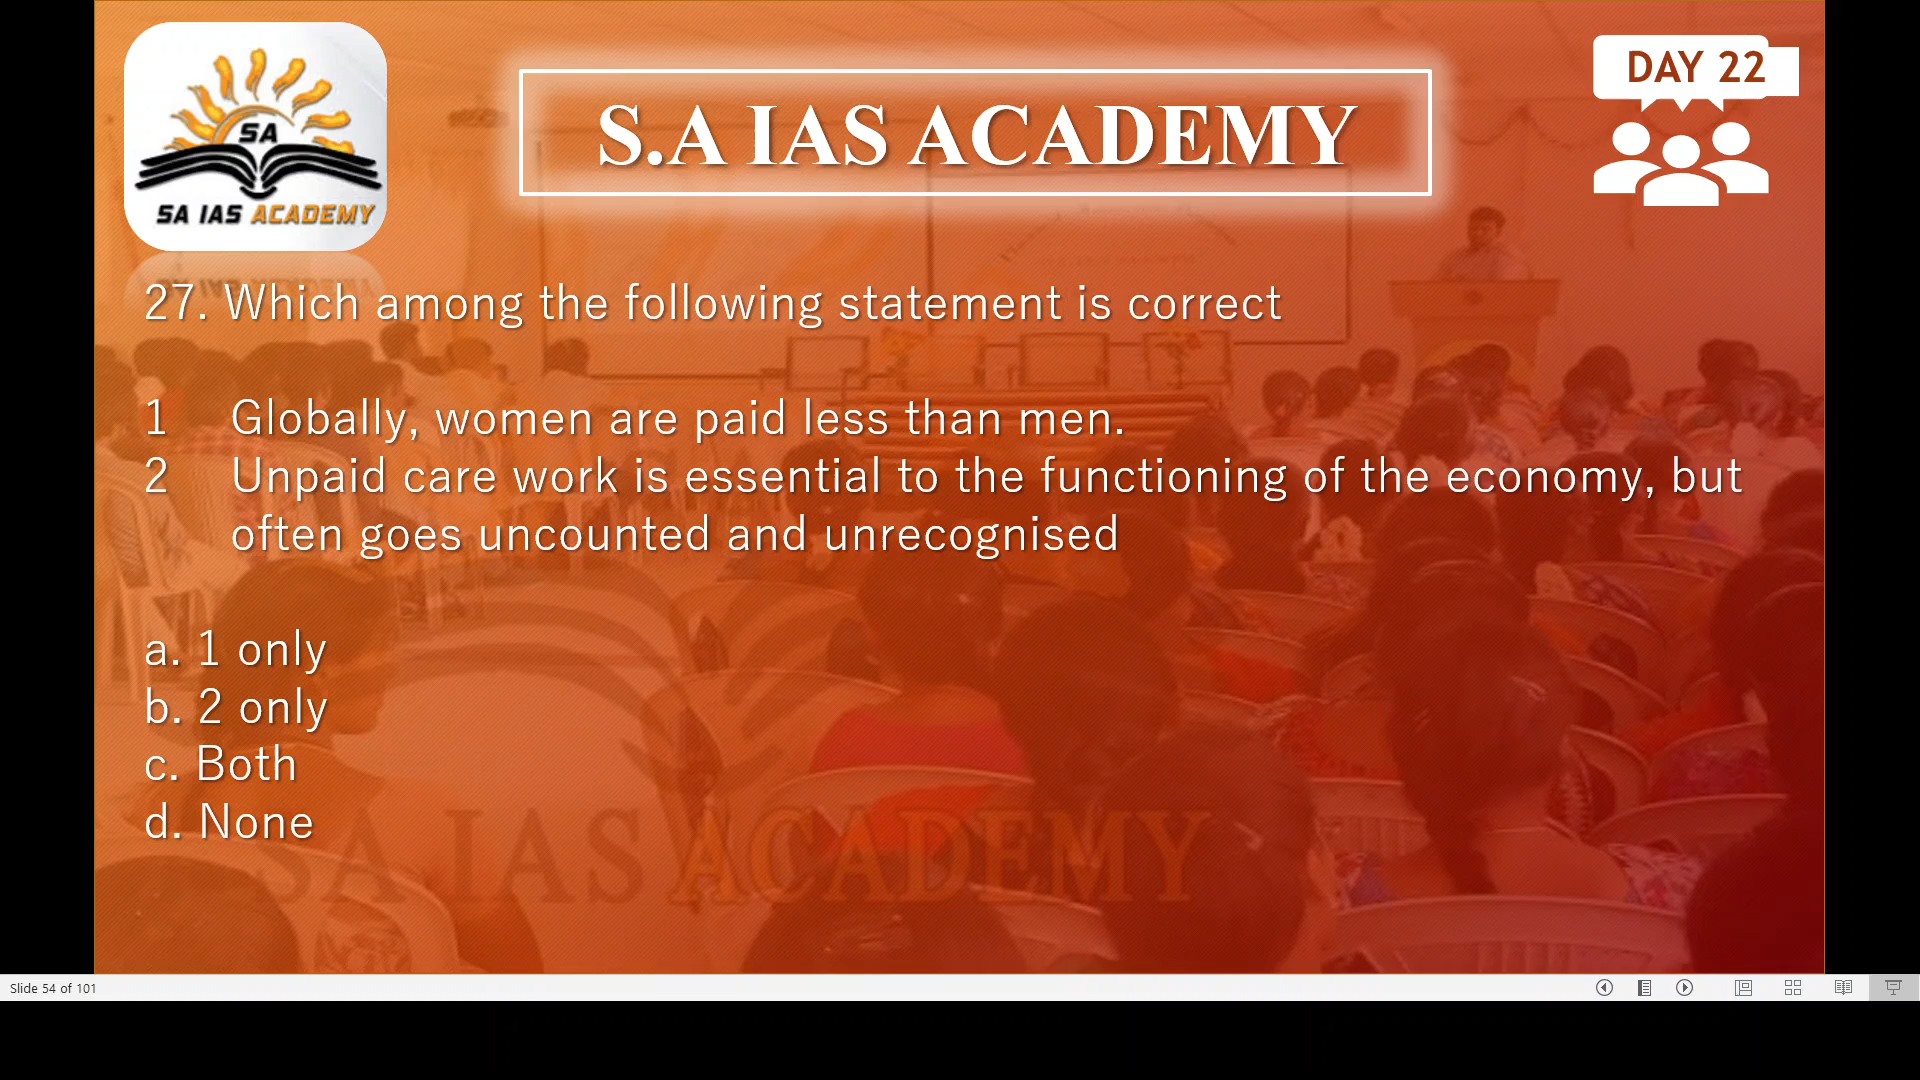 SA
SA IAS ACADEMY
S.A IAS ACADEMY
DAY 22
27. Which among the following statement is correct
1 Globally, women are paid less than men.
2 Unpaid care work is essential to the functioning of the economy, but
often goes uncounted and unrecognised
a. 1 only
b. 2 only
c. Both
d. None
SA IAS ACADEMY
Slide 54 of 101